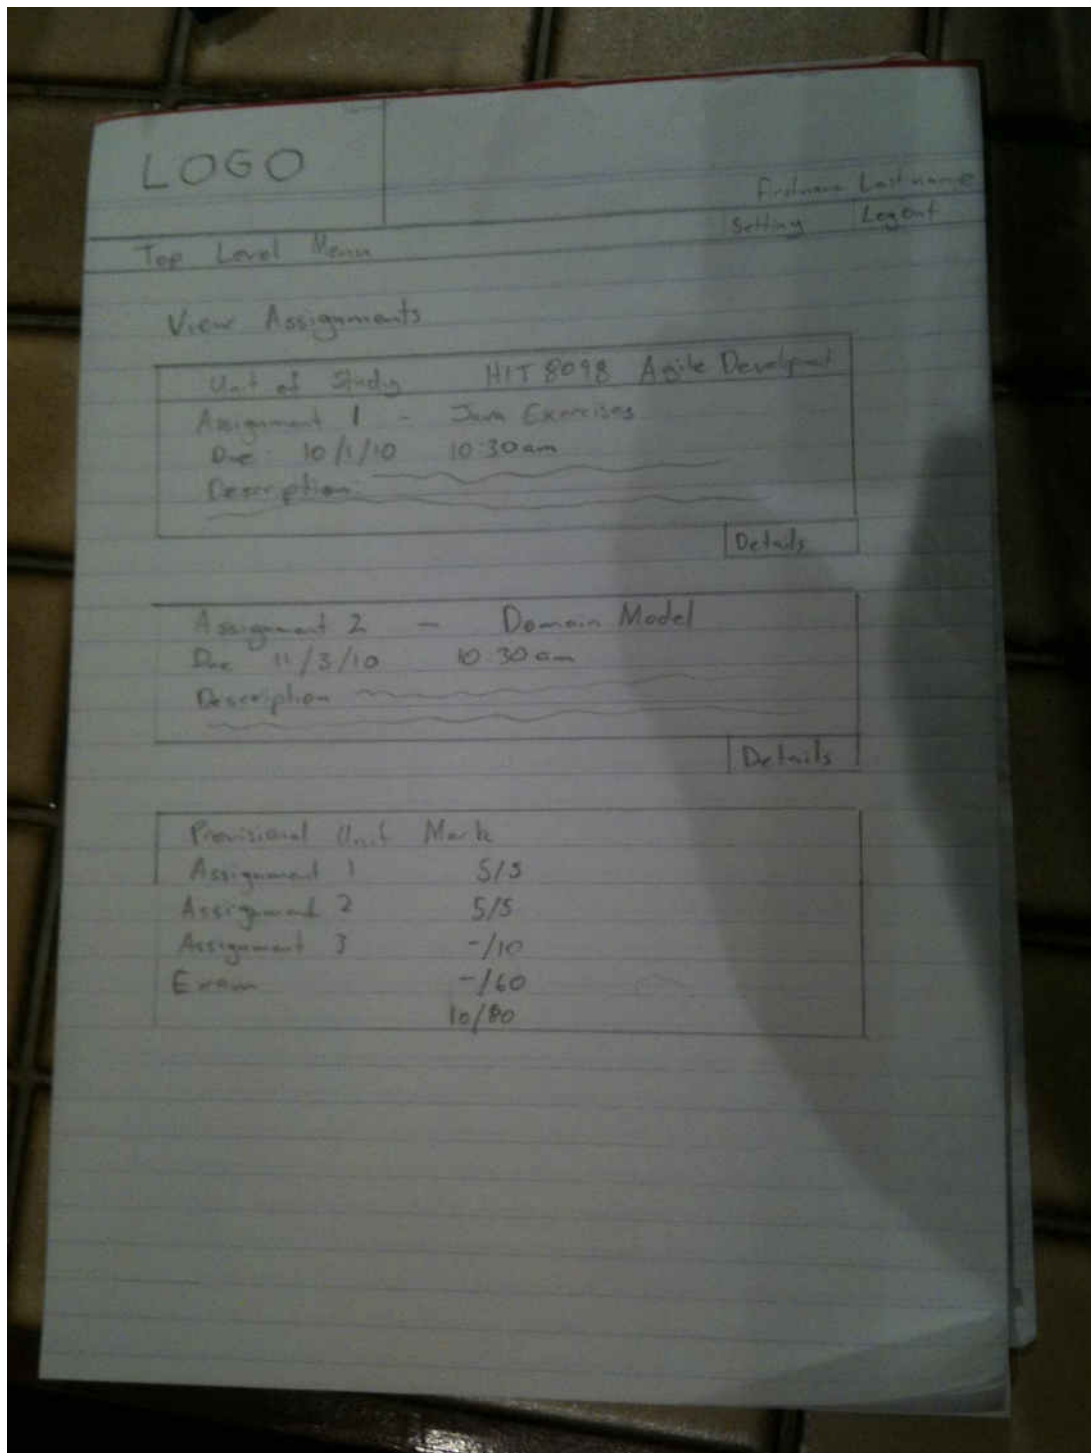 LOGO
Firstname Lastname
Setting Logout
Top Level Menu
View Assignments
Unit of Study HIT 8098 Agile Develpmet
Assignment 1 - Java Exercises
Due: 10/1/10 10:30am
Description
Details
Assignment 2 - Domain Model
Due 11/3/10 10:30am
Description
Details
Provisional Unit Mark
Assignment 1 5/5
Assignment 2 5/5
Assignment 3 -/10
Exam -/60
10/80